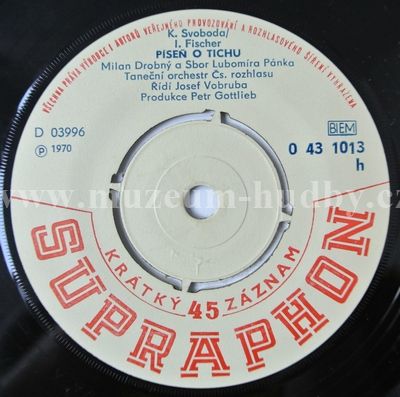 VŠECHNA PRÁVA VÝROBCE I AUTORŮ VEŘEJNÉHO PROVOZOVÁNÍ A ROZHLASOVÉHO ŠÍŘENÍ VYHRAZENA
K. Svoboda/
I. Fischer
PÍSEŇ O TICHU
Milan Drobný a Sbor Lubomíra Pánka
Taneční orchestr Čs. rozhlasu
Řídí Josef Vobruba
Produkce Petr Gottlieb
D 03996
Ⓟ 1970
BIEM
0 43 1013
h
www.muzeum-hudby.cz
KRÁTKÝ 45 ZÁZNAM
SUPRAPHON